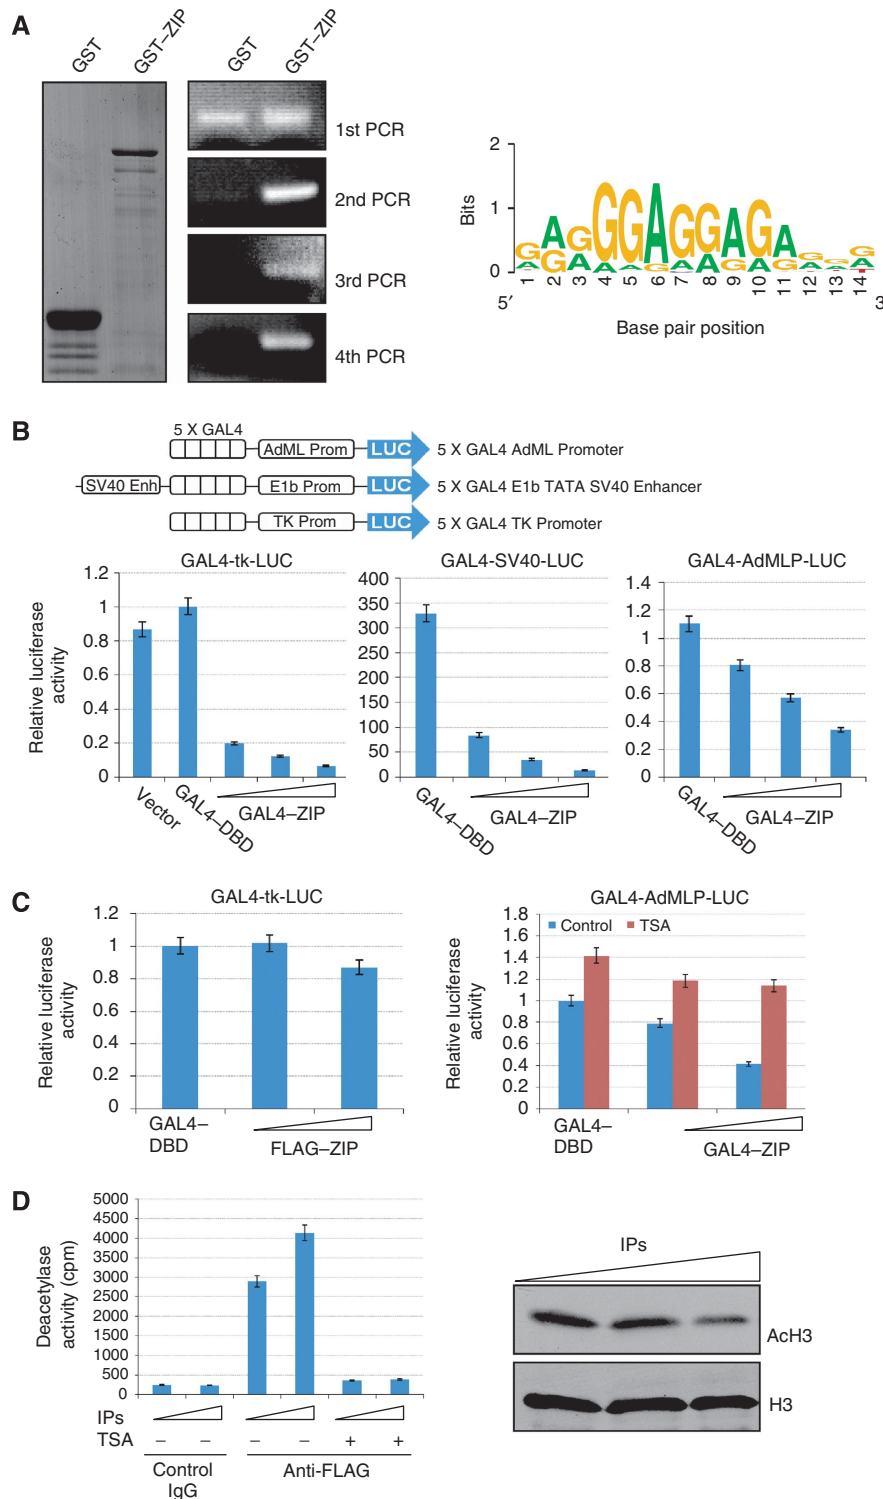 A
GST
GST–ZIP
GST
GST–ZIP
1st PCR
2nd PCR
3rd PCR
4th PCR
2
1
0
Bits
1 2 3 4 5 6 7 8 9 10 11 12 13 14
5′
3
Base pair position
B
5 X GAL4
AdML Prom
LUC
5 X GAL4 AdML Promoter
SV40 Enh
E1b Prom
LUC
5 X GAL4 E1b TATA SV40 Enhancer
TK Prom
LUC
5 X GAL4 TK Promoter
GAL4-tk-LUC
Relative luciferase
activity
1.2
1
0.8
0.6
0.4
0.2
0
Vector
GAL4–DBD
GAL4–ZIP
GAL4-SV40-LUC
400
350
300
250
200
150
100
50
0
GAL4–DBD
GAL4–ZIP
GAL4-AdMLP-LUC
1.4
1.2
1
0.8
0.6
0.4
0.2
0
GAL4–DBD
GAL4–ZIP
C
GAL4-tk-LUC
Relative luciferase
activity
1.2
1
0.8
0.6
0.4
0.2
0
GAL4–
DBD
FLAG–ZIP
GAL4-AdMLP-LUC
Relative luciferase
activity
1.8
1.6
1.4
1.2
1
0.8
0.6
0.4
0.2
0
Control
TSA
GAL4–
DBD
GAL4–ZIP
D
Deacetylase
activity (cpm)
5000
4500
4000
3500
3000
2500
2000
1500
1000
500
0
IPs
TSA – – – – + +
Control
IgG
Anti-FLAG
IPs
AcH3
H3